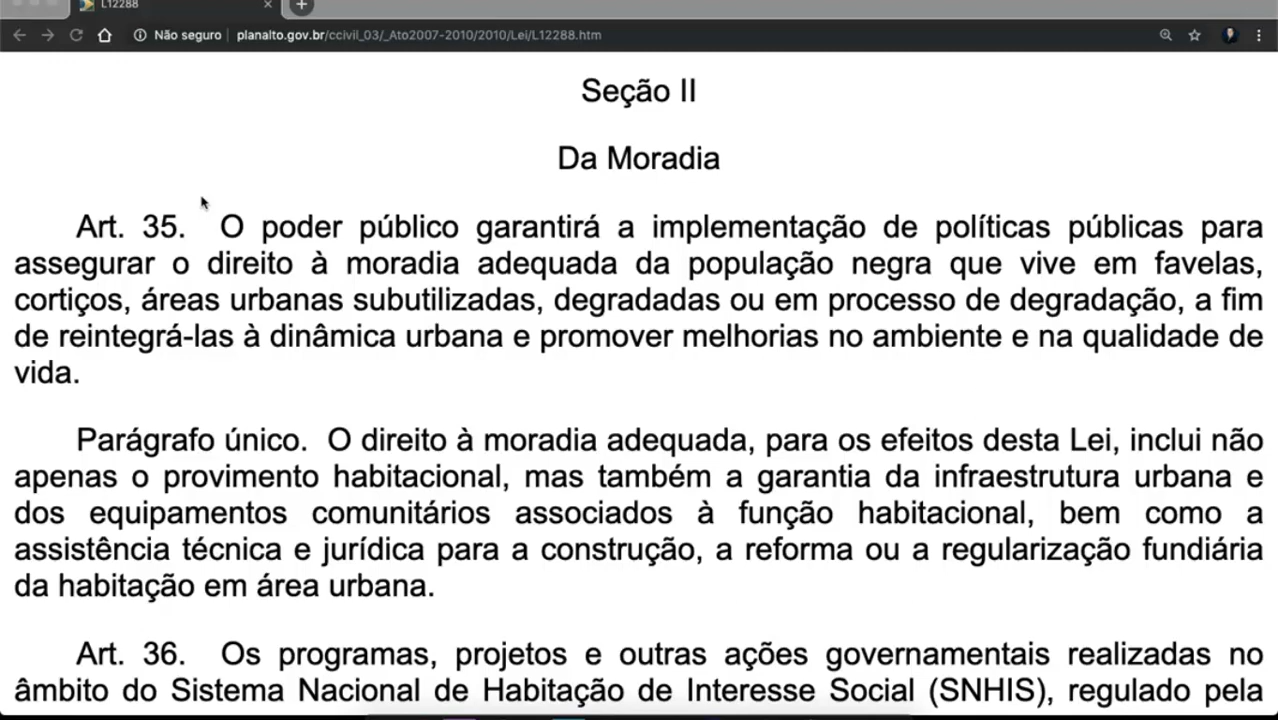 L12288
Não seguro planalto.gov.br/ccivil_03/_Ato2007-2010/2010/Lei/L12288.htm
Seção II
Da Moradia
Art. 35. O poder público garantirá a implementação de políticas públicas para
assegurar o direito à moradia adequada da população negra que vive em favelas,
cortiços, áreas urbanas subutilizadas, degradadas ou em processo de degradação, a fim
de reintegrá-las à dinâmica urbana e promover melhorias no ambiente e na qualidade de
vida.
Parágrafo único. O direito à moradia adequada, para os efeitos desta Lei, inclui não
apenas o provimento habitacional, mas também a garantia da infraestrutura urbana e
dos equipamentos comunitários associados à função habitacional, bem como a
assistência técnica e jurídica para a construção, a reforma ou a regularização fundiária
da habitação em área urbana.
Art. 36. Os programas, projetos e outras ações governamentais realizadas no
âmbito do Sistema Nacional de Habitação de Interesse Social (SNHIS), regulado pela